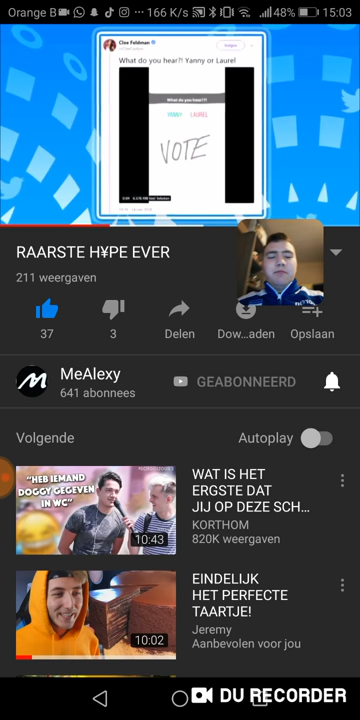 Orange B ... 166 K/s 48% 15:03
Cloe Feldman
What do you hear?! Yanny or Laurel
What do you hear?!!
YANNY LAUREL
VOTE
RAARSTE H¥PE EVER
211 weergaven
37 3 Delen Dow...aden Opslaan
MeAlexy
641 abonnees
GEABONNEERD
Volgende
Autoplay
"HEB IEMAND
DOGGY GEGEVEN
IN WC"
10:43
WAT IS HET
ERGSTE DAT
JIJ OP DEZE SCH...
KORTHOM
820K weergaven
10:02
EINDELIJK
HET PERFECTE
TAARTJE!
Jeremy
Aanbevolen voor jou
DU RECORDER